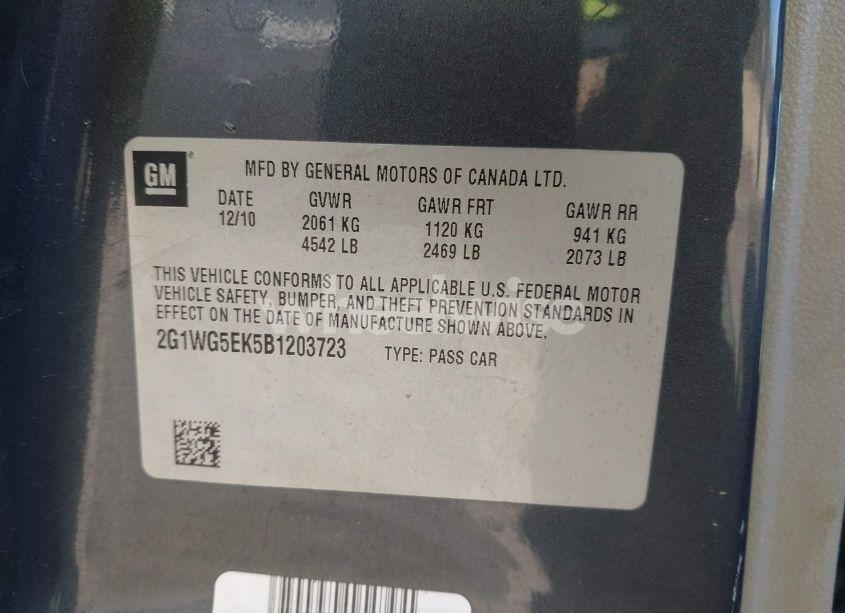 GM
MFD BY GENERAL MOTORS OF CANADA LTD.
DATE GVWR GAWR FRT GAWR RR
12/10 2061 KG 1120 KG 941 KG
4542 LB 2469 LB 2073 LB
THIS VEHICLE CONFORMS TO ALL APPLICABLE U.S. FEDERAL MOTOR
VEHICLE SAFETY, BUMPER, AND THEFT PREVENTION STANDARDS IN
EFFECT ON THE DATE OF MANUFACTURE SHOWN ABOVE.
2G1WG5EK5B1203723 TYPE: PASS CAR